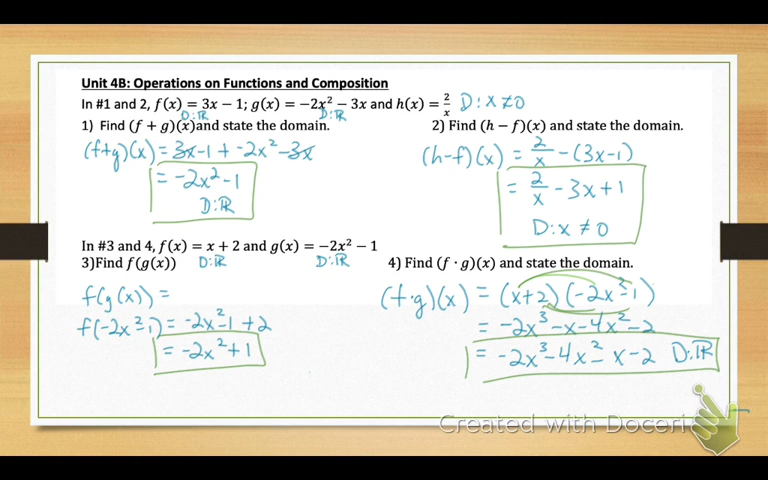 Unit 4B: Operations on Functions and Composition
In #1 and 2, f(x) = 3x − 1; g(x) = −2x² − 3x and h(x) = 2/x D: x ≠ 0
D:ℝ D:ℝ
1) Find (f + g)(x)and state the domain.
(f+g)(x) = 3x-1 + -2x² -3x
= -2x² -1
D:ℝ
2) Find (h − f)(x) and state the domain.
(h-f)(x) = 2/x - (3x-1)
= 2/x - 3x + 1
D: x ≠ 0
In #3 and 4, f(x) = x + 2 and g(x) = −2x² − 1
D:ℝ D:ℝ
3)Find f(g(x))
f(g(x)) =
f(-2x²-1) = -2x²-1 + 2
= -2x² + 1
4) Find (f · g)(x) and state the domain.
(f·g)(x) = (x+2)(-2x²-1)
= -2x³ - x - 4x² - 2
= -2x³ - 4x² - x - 2 D:ℝ
Created with Doceri